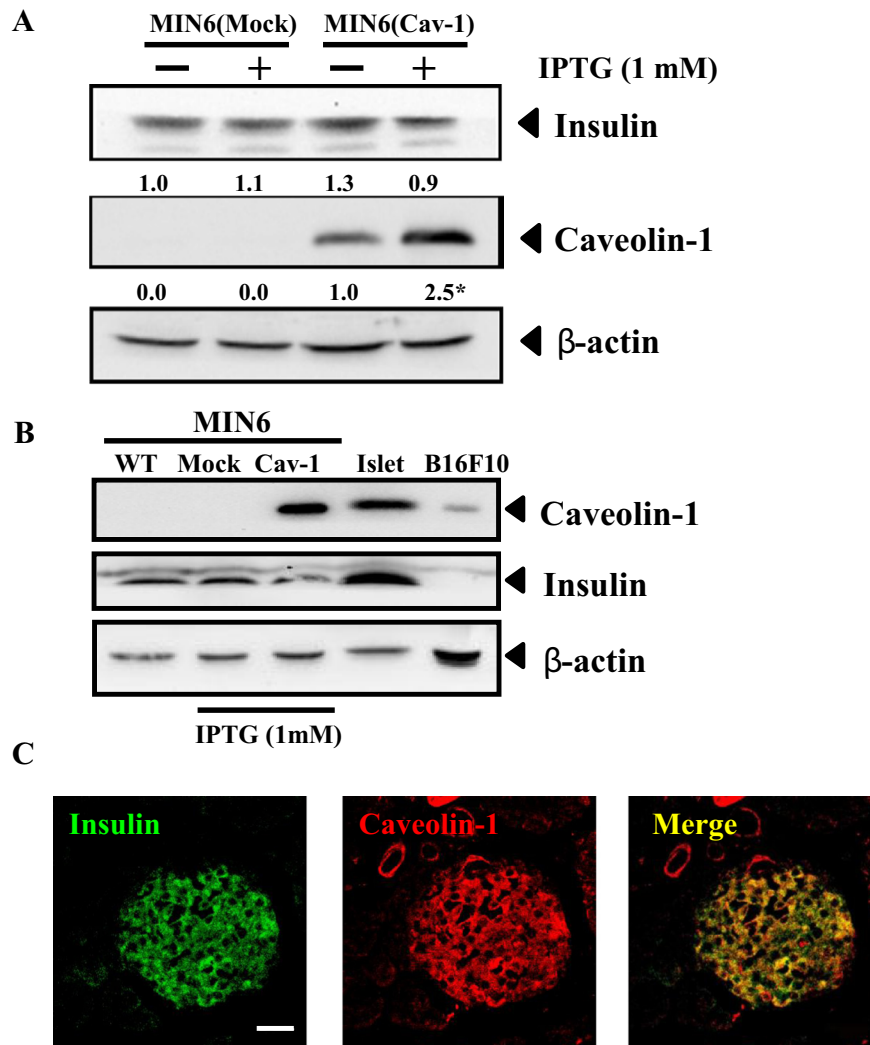 A
MIN6(Mock) MIN6(Cav-1)
− + − + IPTG (1 mM)
Insulin
1.0 1.1 1.3 0.9
Caveolin-1
0.0 0.0 1.0 2.5*
β-actin
B
MIN6
WT Mock Cav-1 Islet B16F10
Caveolin-1
Insulin
β-actin
IPTG (1mM)
C
Insulin Caveolin-1 Merge